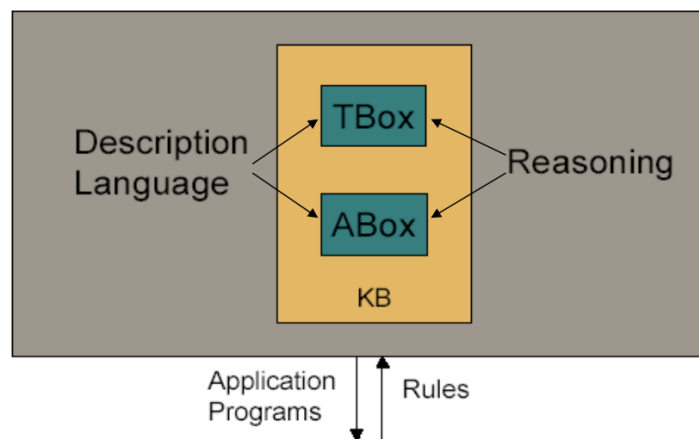 TBox
Description
Language
Reasoning
ABox
KB
Application
Programs
Rules